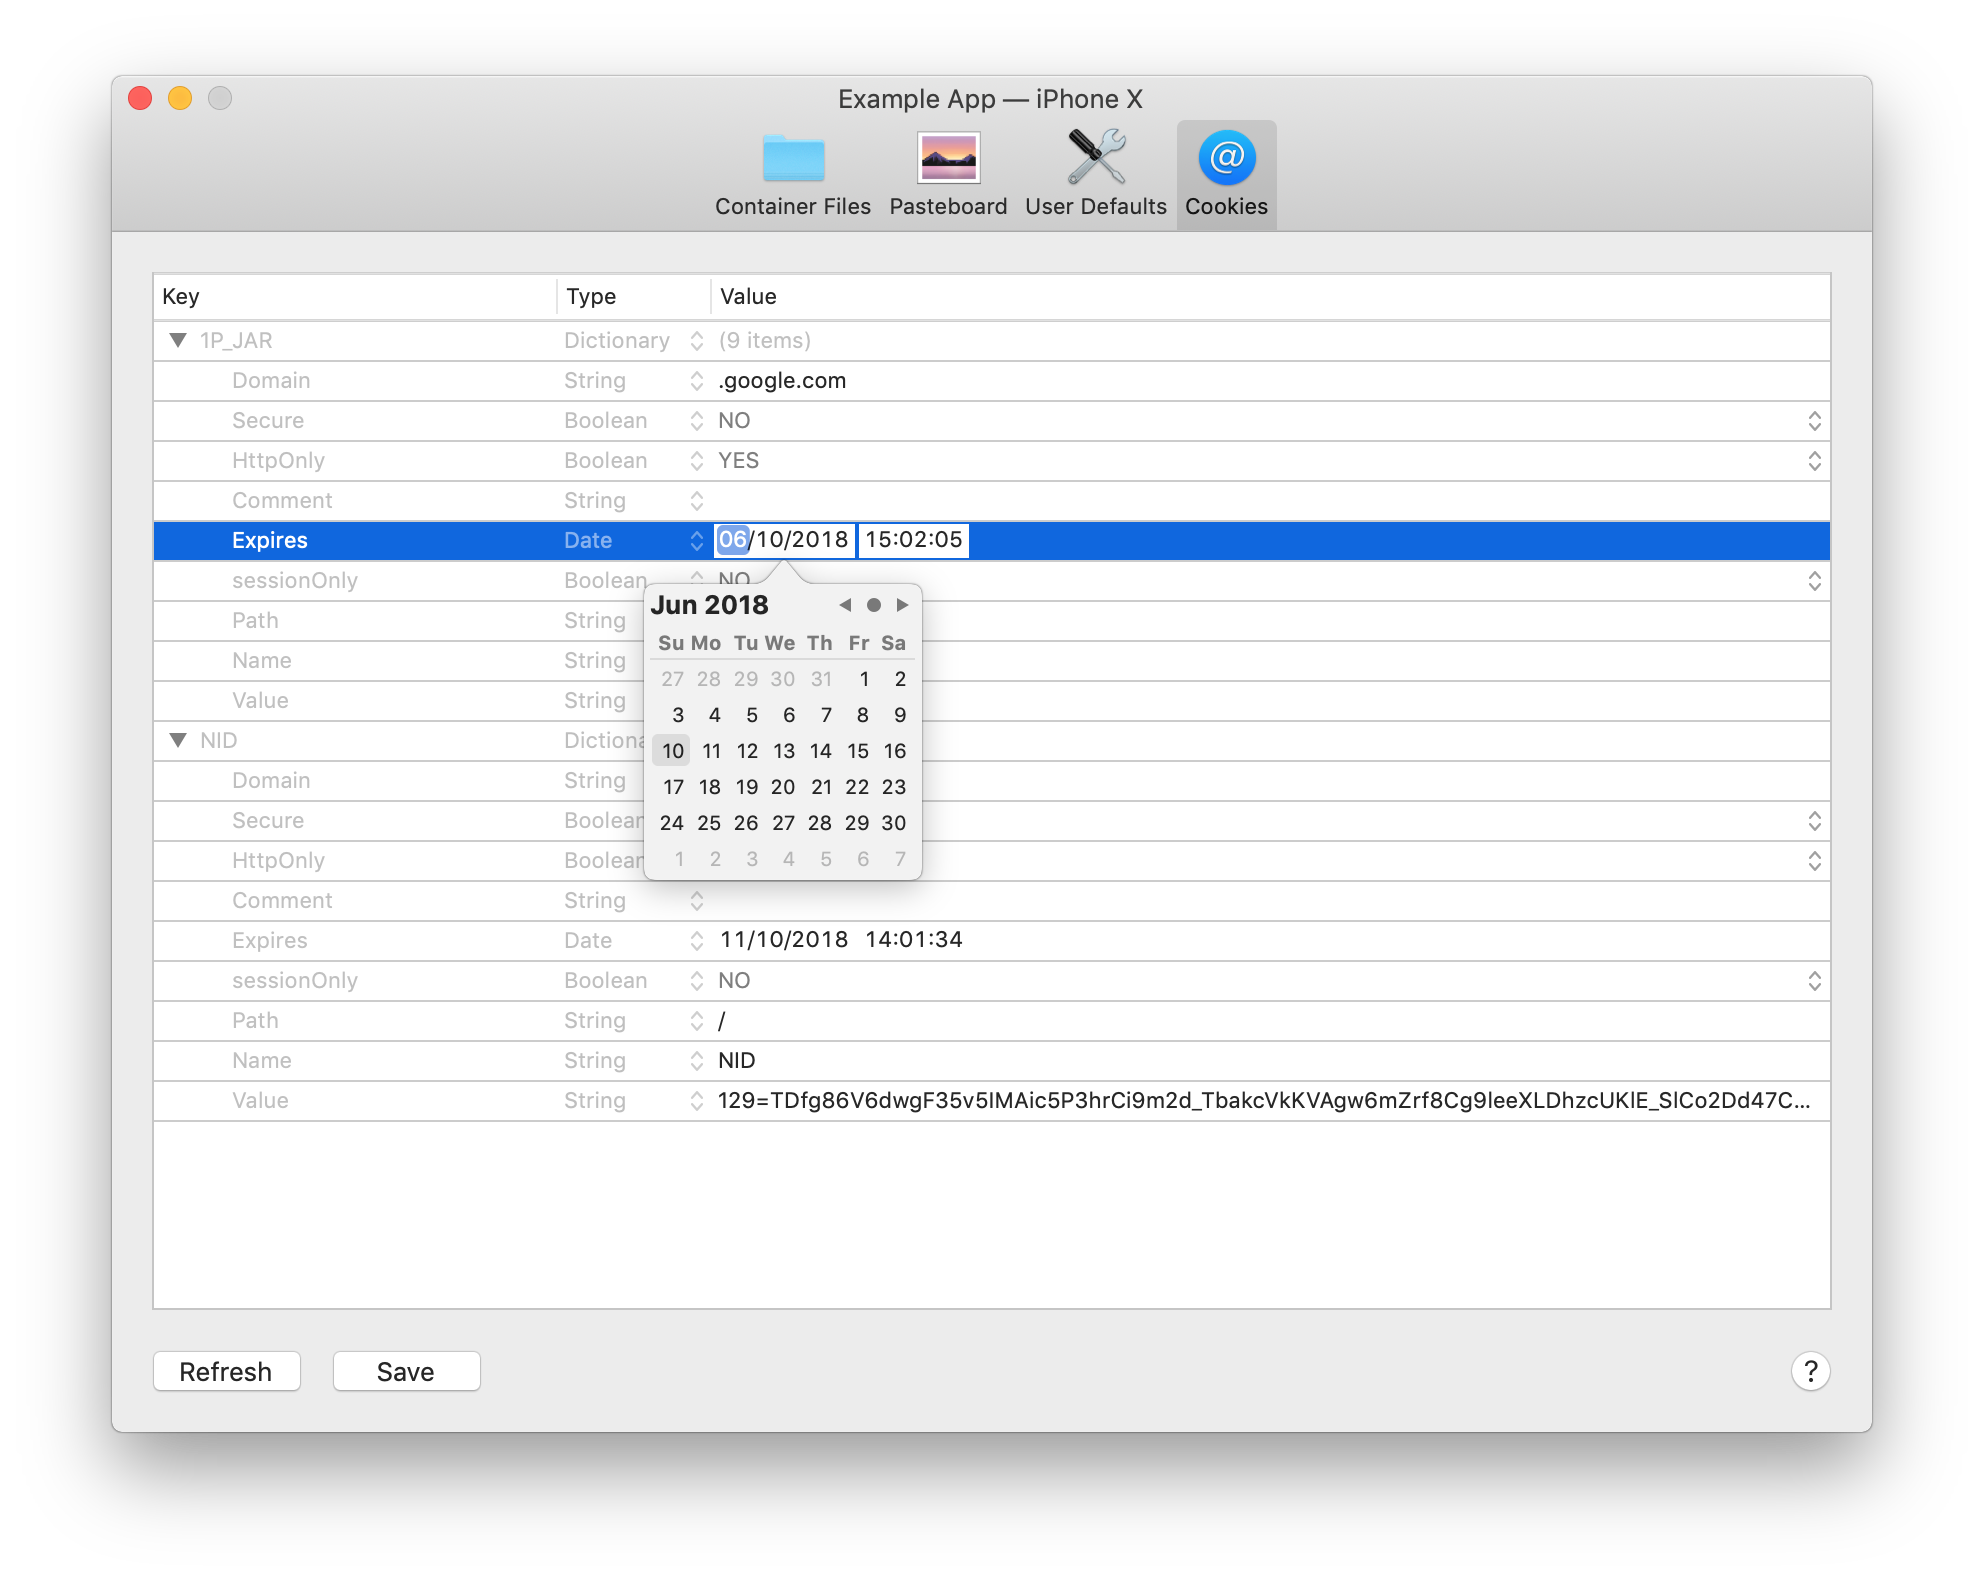 Example App — iPhone X
Container Files Pasteboard User Defaults @ Cookies
Key Type Value
1P_JAR Dictionary (9 items)
Domain String .google.com
Secure Boolean NO
HttpOnly Boolean YES
Comment String
Expires Date 06/10/2018 15:02:05
sessionOnly Boolean NO
Path String
Name String
Value String
Jun 2018
Su Mo Tu We Th Fr Sa
27 28 29 30 31 1 2
3 4 5 6 7 8 9
10 11 12 13 14 15 16
17 18 19 20 21 22 23
24 25 26 27 28 29 30
1 2 3 4 5 6 7
NID Dictiona
Domain String
Secure Boolean
HttpOnly Boolean
Comment String
Expires Date 11/10/2018 14:01:34
sessionOnly Boolean NO
Path String /
Name String NID
Value String 129=TDfg86V6dwgF35v5IMAic5P3hrCi9m2d_TbakcVkKVAgw6mZrf8Cg9leeXLDhzcUKlE_SlCo2Dd47C...
Refresh Save ?